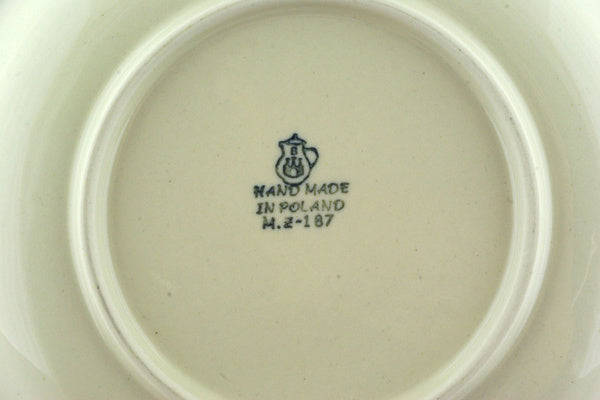 B
HAND MADE
IN POLAND
M.Z-187